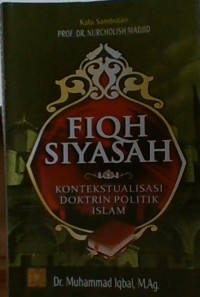 Kata Sambutan
PROF. DR. NURCHOLISH MADJID
FIQH
SIYASAH
KONTEKSTUALISASI
DOKTRIN POLITIK
ISLAM
Dr. Muhammad Iqbal, M.Ag.